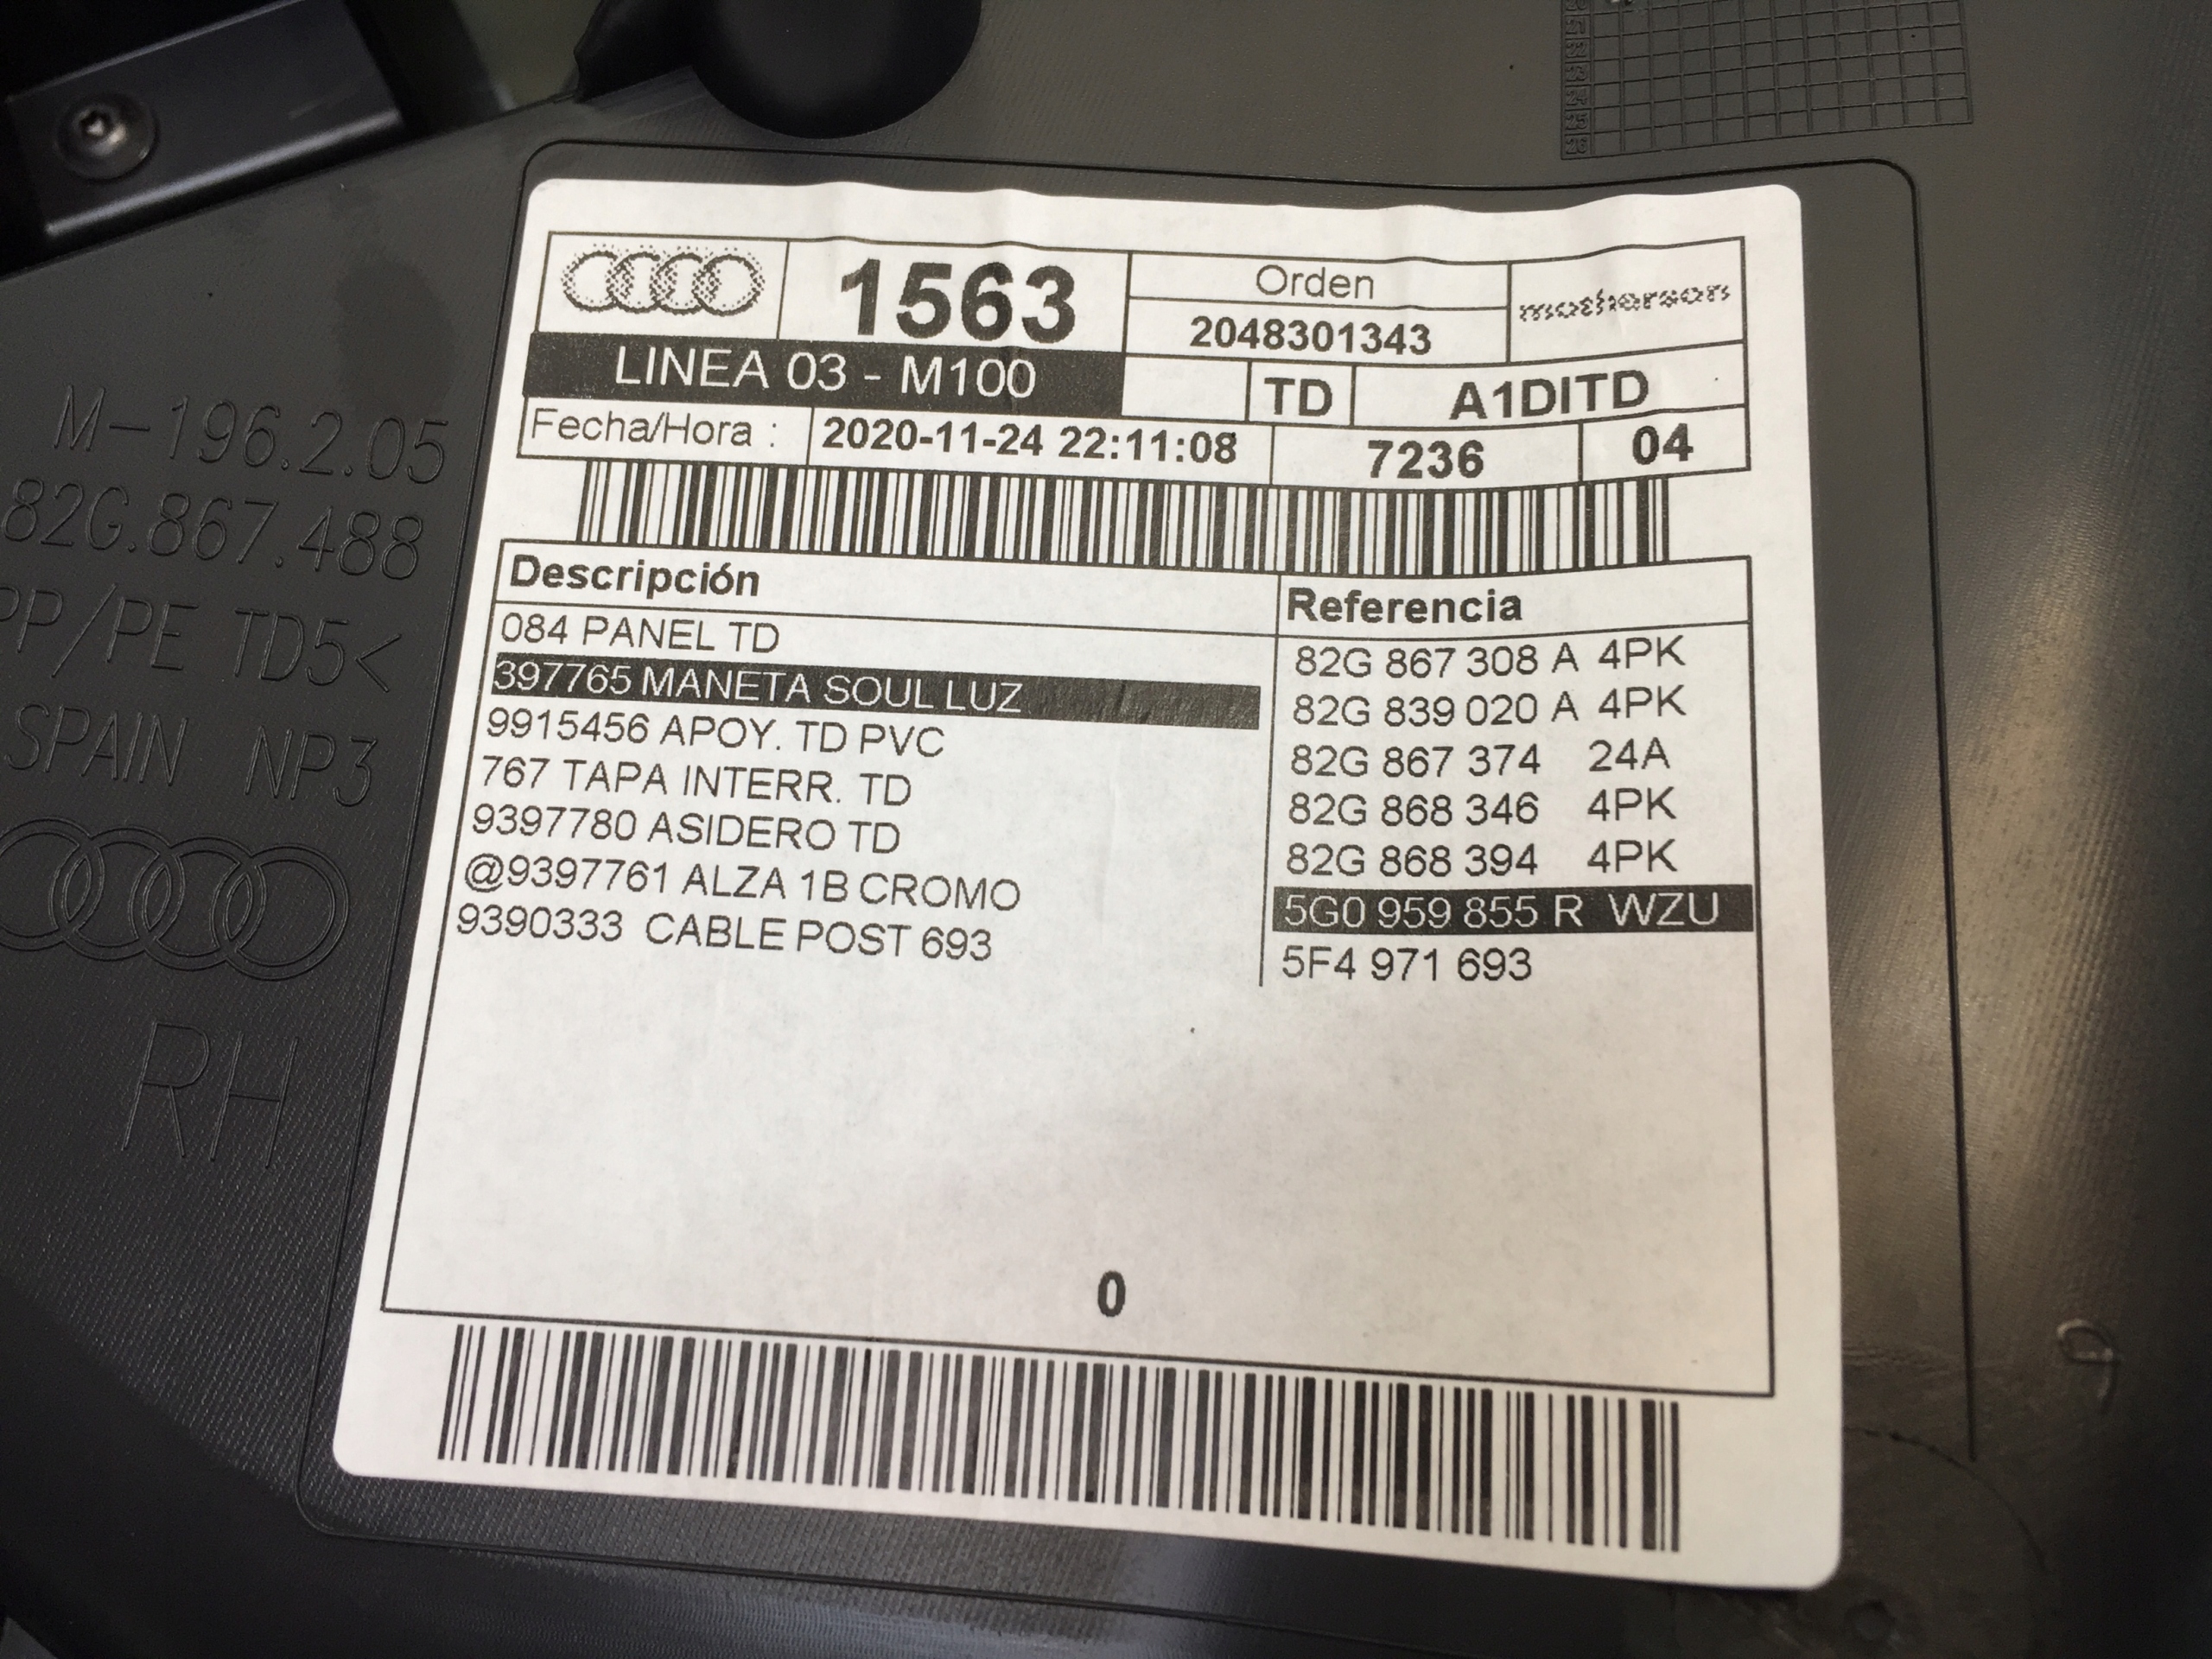 1563
Orden
2048301343
motherson
LINEA 03 - M100
TD
A1DITD
Fecha/Hora :
2020-11-24 22:11:08
7236
04
Descripción
Referencia
084 PANEL TD
82G 867 308 A 4PK
397765 MANETA SOUL LUZ
82G 839 020 A 4PK
9915456 APOY. TD PVC
82G 867 374 24A
767 TAPA INTERR. TD
82G 868 346 4PK
9397780 ASIDERO TD
82G 868 394 4PK
@9397761 ALZA 1B CROMO
5G0 959 855 R WZU
9390333 CABLE POST 693
5F4 971 693
0
M-196.2.05
82G.867.488
PP/PE TD5<
SPAIN NP3
RH